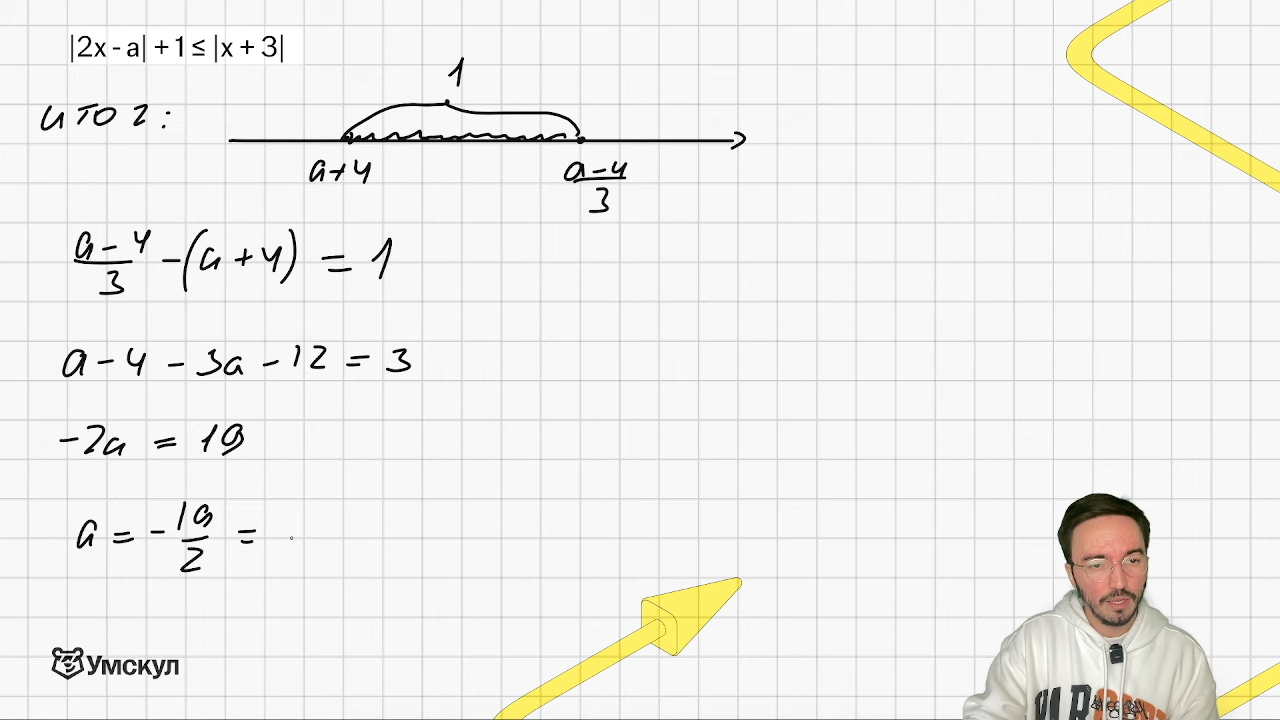 |2x - a| + 1 ≤ |x + 3|
итог:
1
a+4
a-4
3
a-4/3 -(a+4) = 1
a-4 - 3a - 12 = 3
-2a = 19
a = - 19/2 =
Умскул